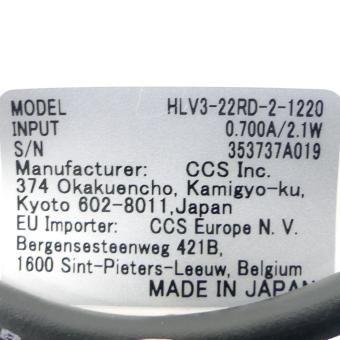 MODEL HLV3-22RD-2-1220
INPUT 0.700A/2.1W
S/N 353737A019
Manufacturer: CCS Inc.
374 Okakuencho, Kamigyo-ku,
Kyoto 602-8011,Japan
EU Importer: CCS Europe N. V.
Bergensesteenweg 421B,
1600 Sint-Pieters-Leeuw, Belgium
MADE IN JAPAN